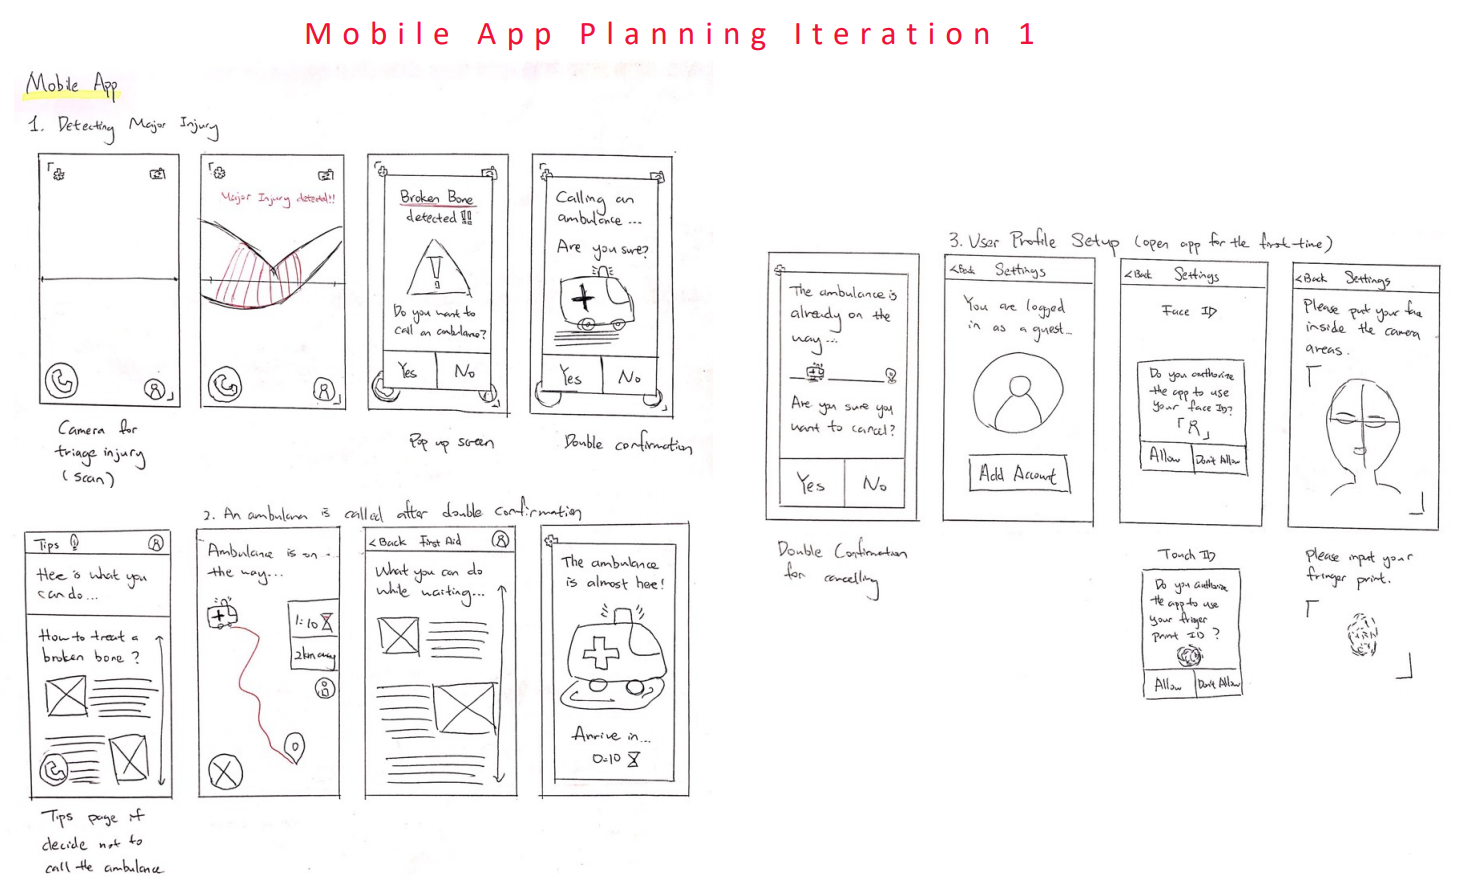 Mobile App Planning Iteration 1
Mobile App
1. Detecting Major Injury
Major Injury detected!!
Broken Bone
detected!!
Do you want to
call an ambulance?
Yes
No
Calling an
ambulance...
Are you sure?
Yes
No
Camera for
triage injury
(scan)
Pop up screen
Double confirmation
2. An ambulance is called after double confirmation
Tips
Here is what you
can do...
How to treat a
broken bone?
Ambulance is on
the way...
1:10
2km away
<Back First Aid
What you can do
while waiting...
The ambulance
is almost here!
Arrive in...
0:10
Tips page if
decide not to
call the ambulance
The ambulance is
already on the
way...
Are you sure you
want to cancel?
Yes
No
Double Confirmation
for cancelling
3. User Profile Setup (open app for the first-time)
<Back Settings
You are logged
in as a guest...
Add Account
<Back Settings
Face ID
Do you authorize
the app to use
your face ID?
Allow
Don't Allow
<Back Settings
Please put your face
inside the camera
areas.
Touch ID
Do you authorize
the app to use
your finger
print ID?
Allow
Don't Allow
Please input your
fringer print.